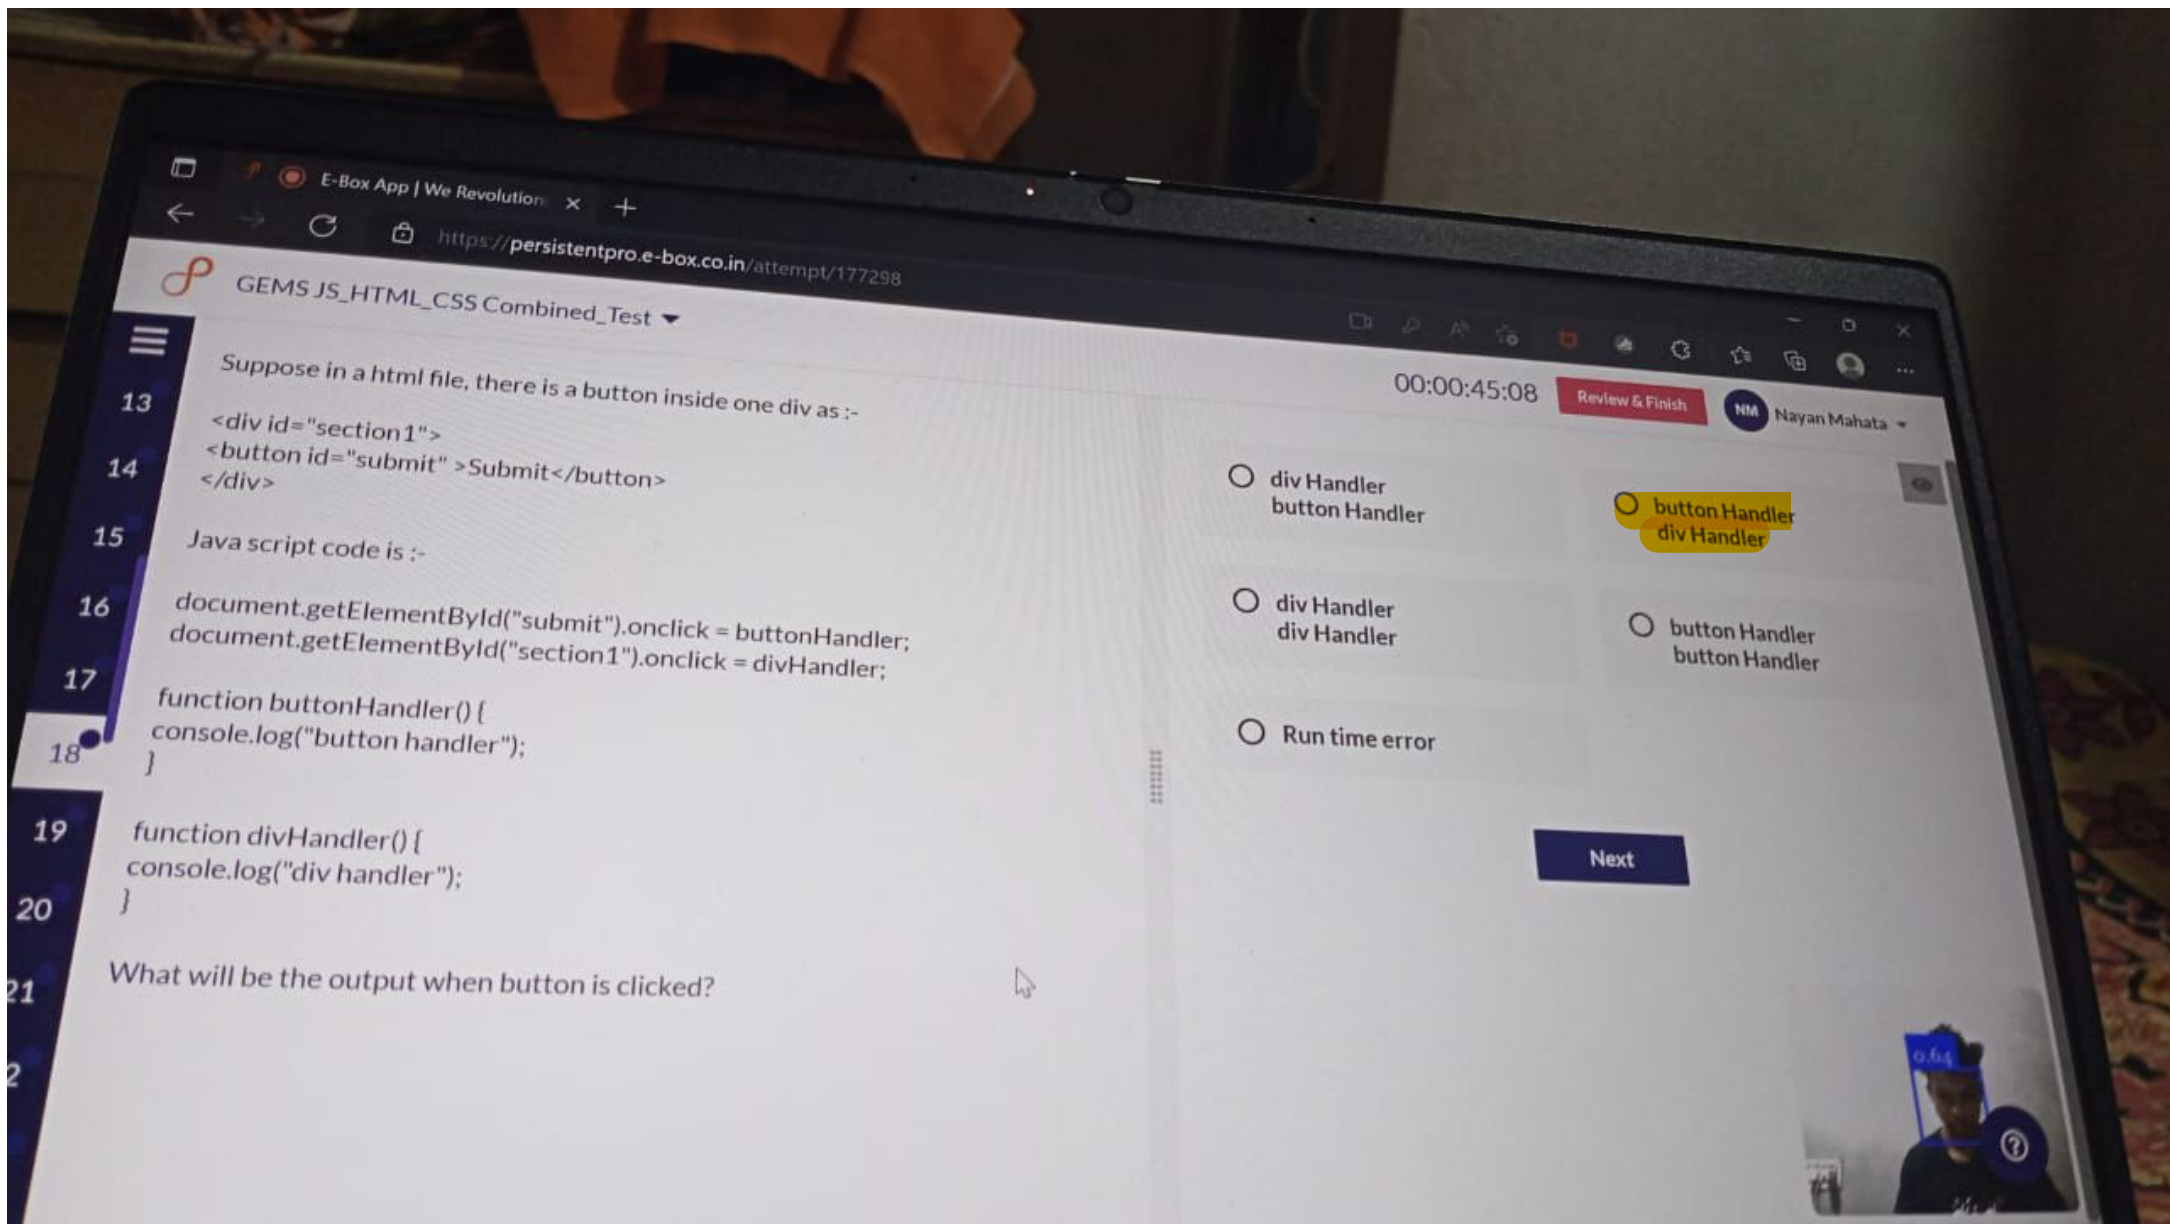 E-Box App | We Revolution
https://persistentpro.e-box.co.in/attempt/177298
GEMS JS_HTML_CSS Combined_Test
00:00:45:08
Review & Finish
NM
Nayan Mahata
13
14
15
16
17
18
19
20
21
2
Suppose in a html file, there is a button inside one div as :-
<div id="section1">
<button id="submit" >Submit</button>
</div>
Java script code is :-
document.getElementById("submit").onclick = buttonHandler;
document.getElementById("section1").onclick = divHandler;
function buttonHandler() {
console.log("button handler");
}
function divHandler() {
console.log("div handler");
}
What will be the output when button is clicked?
div Handler
button Handler
button Handler
div Handler
div Handler
div Handler
button Handler
button Handler
Run time error
Next
0.64